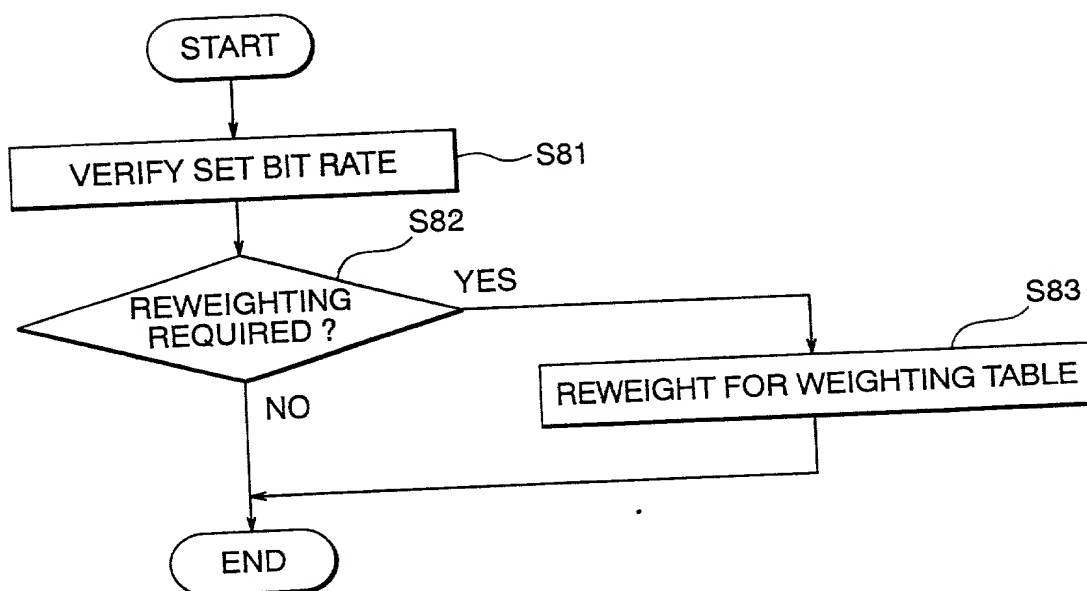 START
VERIFY SET BIT RATE
S81
S82
REWEIGHTING
REQUIRED ?
YES
NO
S83
REWEIGHT FOR WEIGHTING TABLE
END